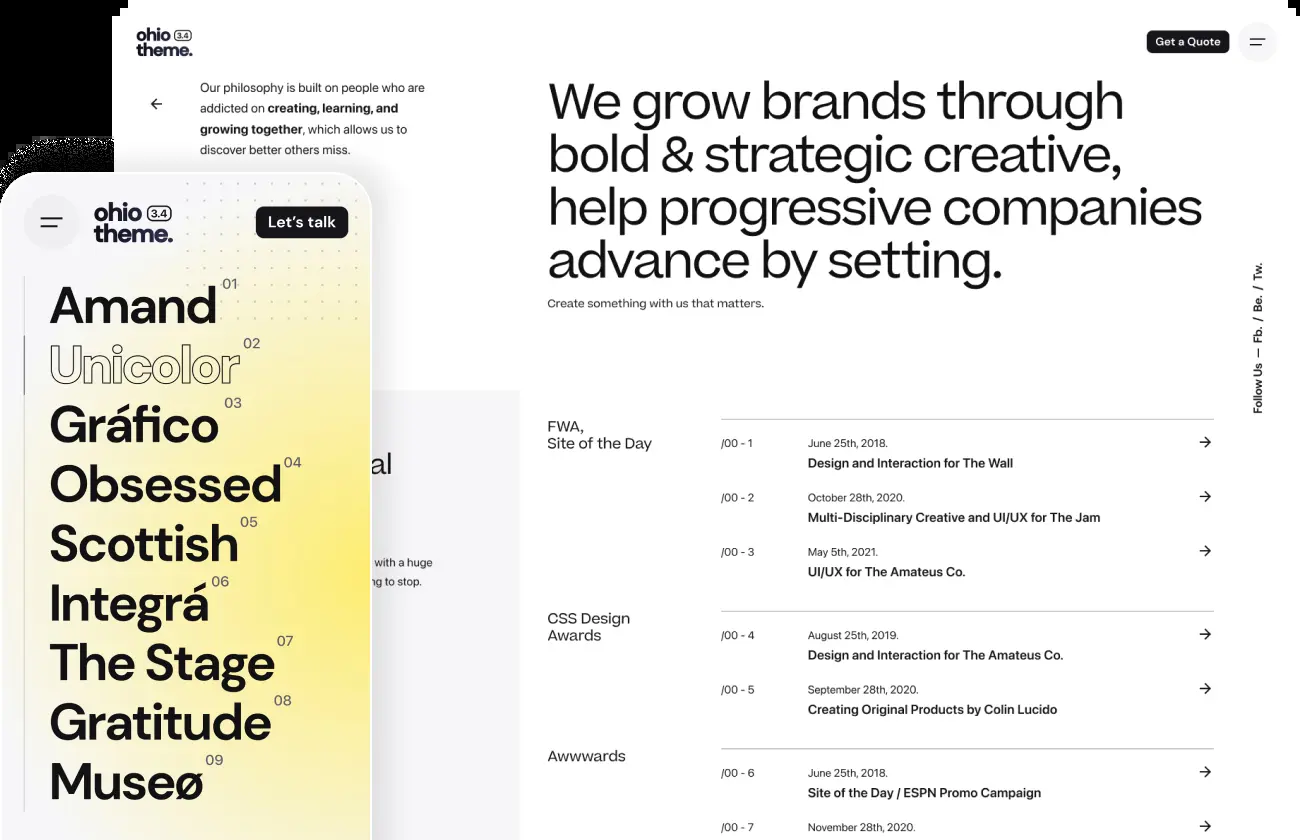 ohio 3.4
theme.
Get a Quote
Our philosophy is built on people who are
addicted on creating, learning, and
growing together, which allows us to
discover better others miss.
We grow brands through
bold & strategic creative,
help progressive companies
advance by setting.
Create something with us that matters.
Follow Us — Fb. / Be. / Tw.
ohio 3.4
theme.
Let's talk
Amand 01
Unicolor 02
Gráfico 03
Obsessed 04
Scottish 05
Integrá 06
The Stage 07
Gratitude 08
Museø 09
al
with a huge
ng to stop.
FWA,
Site of the Day
/00 - 1
June 25th, 2018.
Design and Interaction for The Wall
/00 - 2
October 28th, 2020.
Multi-Disciplinary Creative and UI/UX for The Jam
/00 - 3
May 5th, 2021.
UI/UX for The Amateus Co.
CSS Design
Awards
/00 - 4
August 25th, 2019.
Design and Interaction for The Amateus Co.
/00 - 5
September 28th, 2020.
Creating Original Products by Colin Lucido
Awwwards
/00 - 6
June 25th, 2018.
Site of the Day / ESPN Promo Campaign
/00 - 7
November 28th, 2020.